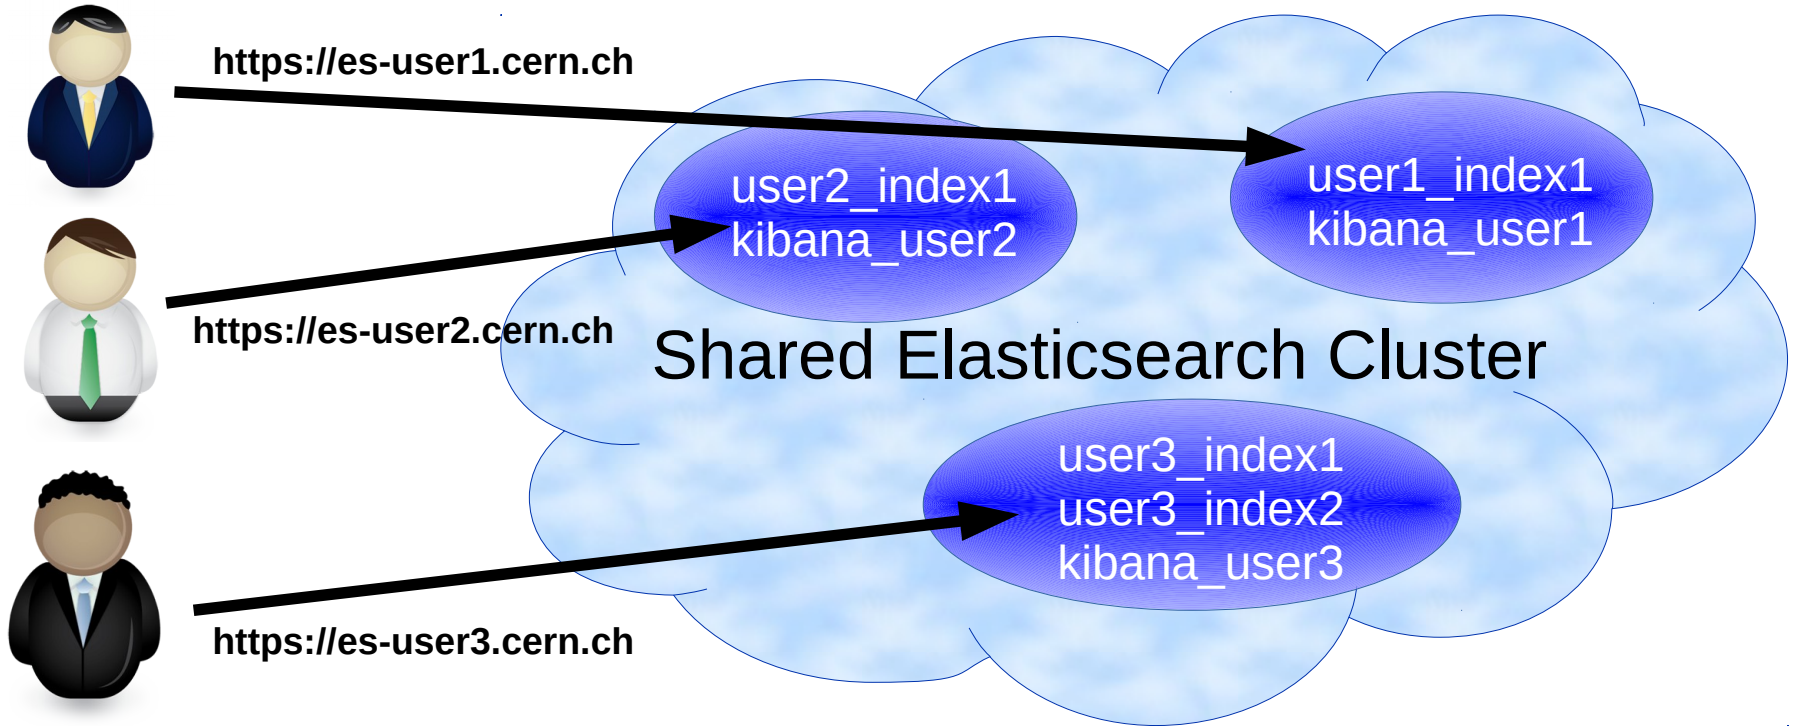 https://es-user1.cern.ch
user2_index1
kibana_user2
user1_index1
kibana_user1
https://es-user2.cern.ch
Shared Elasticsearch Cluster
user3_index1
user3_index2
kibana_user3
https://es-user3.cern.ch